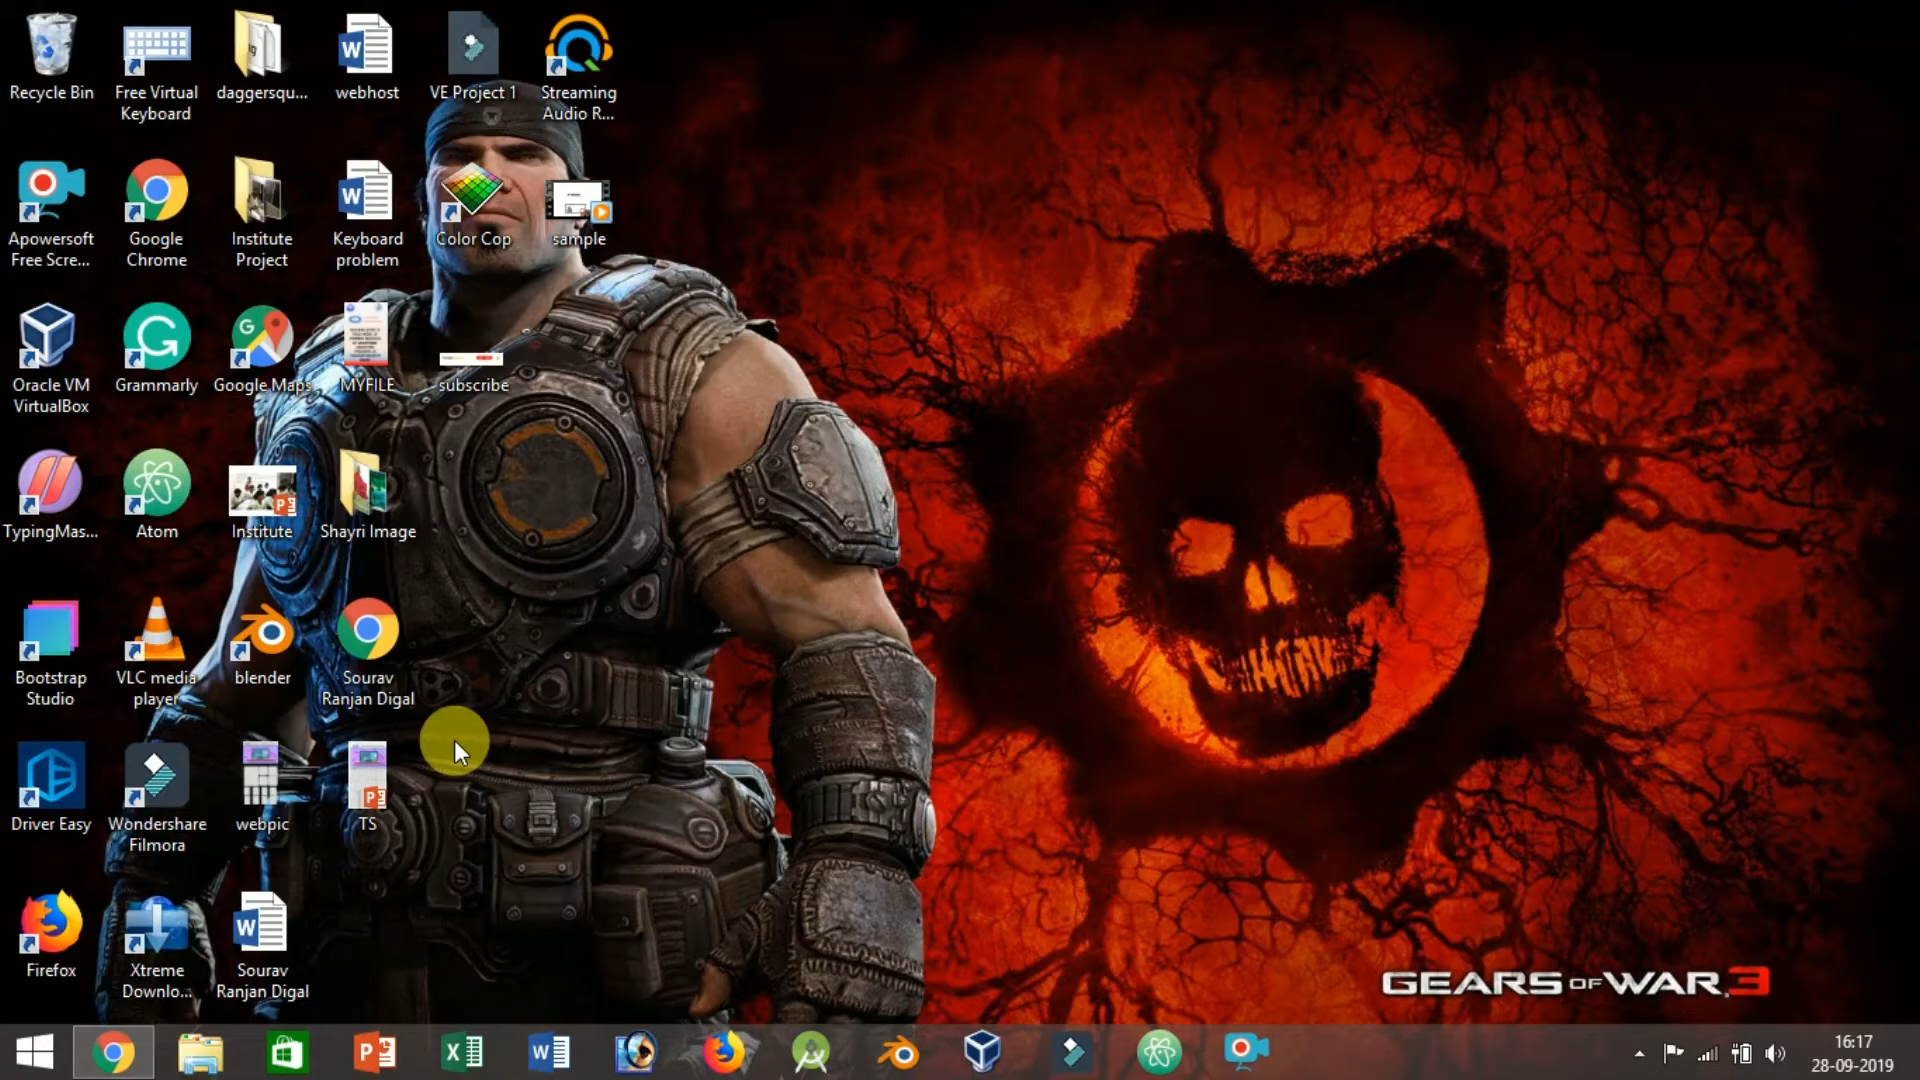 Recycle Bin
Free Virtual
Keyboard
daggersqu...
webhost
VE Project 1
Streaming
Audio R...
Apowersoft
Free Scre...
Google
Chrome
Institute
Project
Keyboard
problem
Color Cop
sample
Oracle VM
VirtualBox
Grammarly
Google Maps
MYFILE
subscribe
TypingMas...
Atom
Institute
Shayri Image
Bootstrap
Studio
VLC media
player
blender
Sourav
Ranjan Digal
Driver Easy
Wondershare
Filmora
webpic
TS
Firefox
Xtreme
Downlo...
Sourav
Ranjan Digal
GEARS OF WAR 3
16:17
28-09-2019